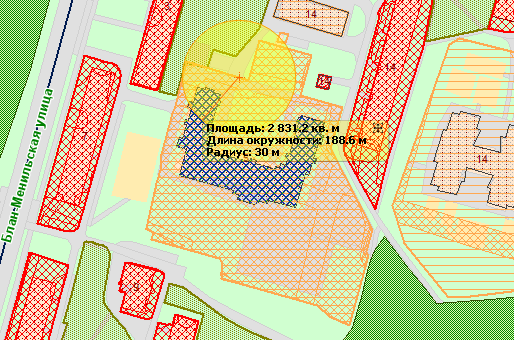 14
14
Блан-Менильская улица
Площадь: 2 831.2 кв. м
Длина окружности: 188.6 м
Радиус: 30 м
14